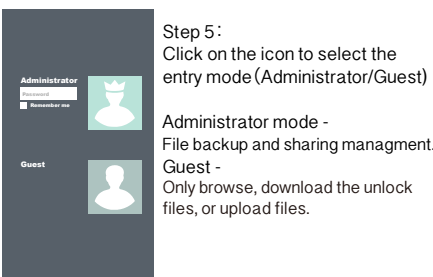 Administrator
Password
Remember me
Guest
Step 5:
Click on the icon to select the
entry mode (Administrator/Guest)
Administrator mode -
File backup and sharing managment.
Guest -
Only browse, download the unlock
files, or upload files.